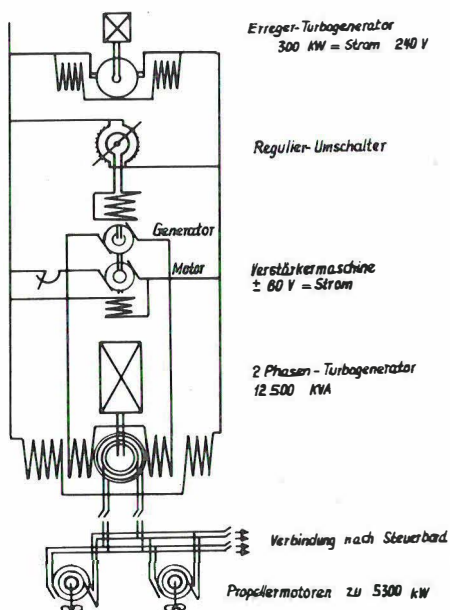 Erreger-Turbogenerator
300 KW = Strom 240 V
Regulier-Umschalter
Generator
Motor
Verstärkermaschine
± 80 V = Strom
2 Phasen-Turbogenerator
12.500 KVA
Verbindung nach Steuerbord
Propellermotoren zu 5300 kW